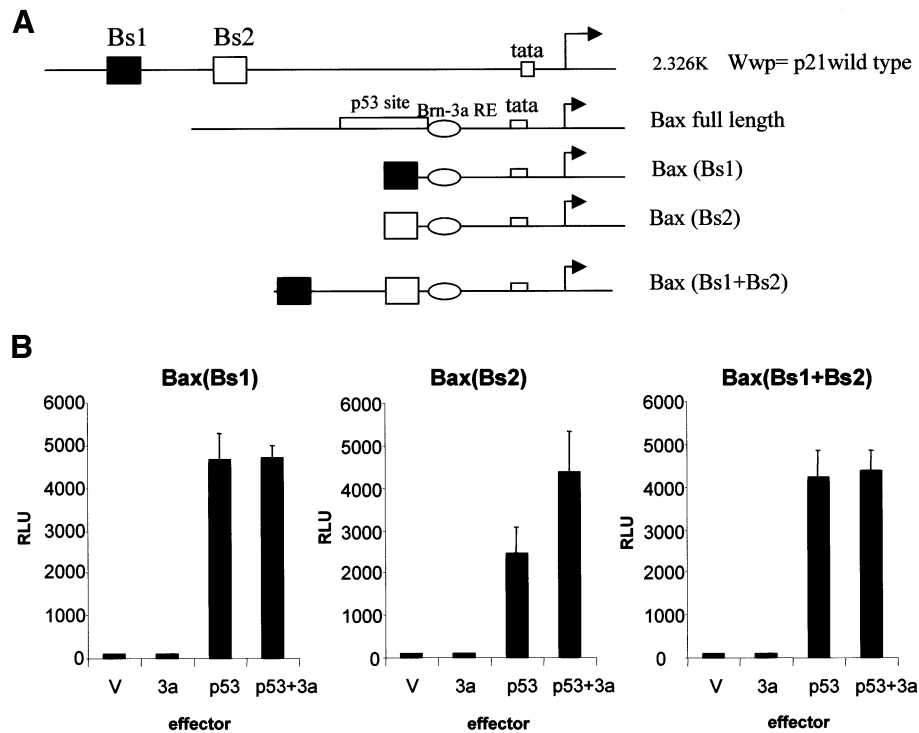 A
Bs1 Bs2
tata
2.326K Wwp= p21wild type
p53 site Brn-3a RE tata
Bax full length
Bax (Bs1)
Bax (Bs2)
Bax (Bs1+Bs2)
B
Bax(Bs1)
6000
5000
4000
3000
2000
1000
0
RLU
V 3a p53 p53+3a
effector
Bax(Bs2)
6000
5000
4000
3000
2000
1000
0
RLU
V 3a p53 p53+3a
effector
Bax(Bs1+Bs2)
6000
5000
4000
3000
2000
1000
0
RLU
V 3a p53 p53+3a
effector